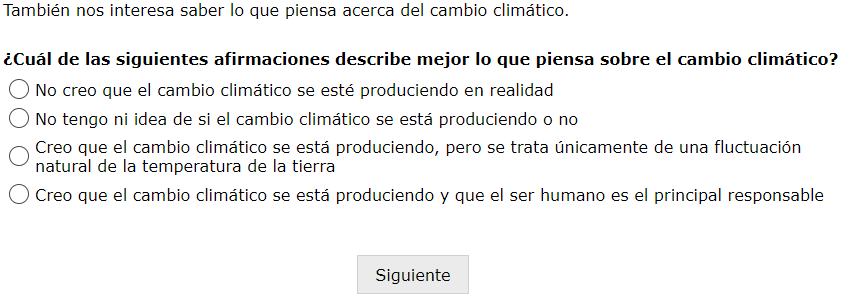 También nos interesa saber lo que piensa acerca del cambio climático.
¿Cuál de las siguientes afirmaciones describe mejor lo que piensa sobre el cambio climático?
No creo que el cambio climático se esté produciendo en realidad
No tengo ni idea de si el cambio climático se está produciendo o no
Creo que el cambio climático se está produciendo, pero se trata únicamente de una fluctuación
natural de la temperatura de la tierra
Creo que el cambio climático se está produciendo y que el ser humano es el principal responsable
Siguiente